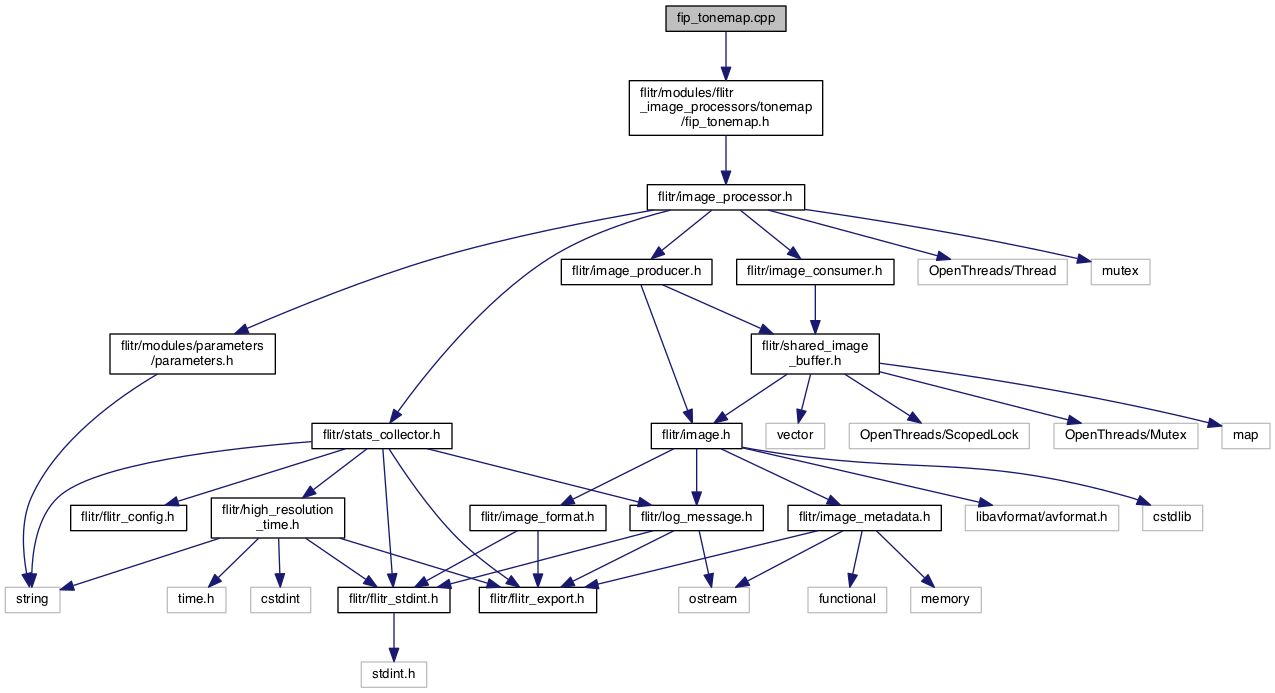 fip_tonemap.cpp
flitr/modules/flitr
_image_processors/tonemap
/fip_tonemap.h
flitr/image_processor.h
flitr/image_producer.h
flitr/image_consumer.h
OpenThreads/Thread
mutex
flitr/modules/parameters
/parameters.h
flitr/shared_image
_buffer.h
flitr/stats_collector.h
flitr/image.h
vector
OpenThreads/ScopedLock
OpenThreads/Mutex
map
flitr/flitr_config.h
flitr/high_resolution
_time.h
flitr/image_format.h
flitr/log_message.h
flitr/image_metadata.h
libavformat/avformat.h
cstdlib
string
time.h
cstdint
flitr/flitr_stdint.h
flitr/flitr_export.h
ostream
functional
memory
stdint.h